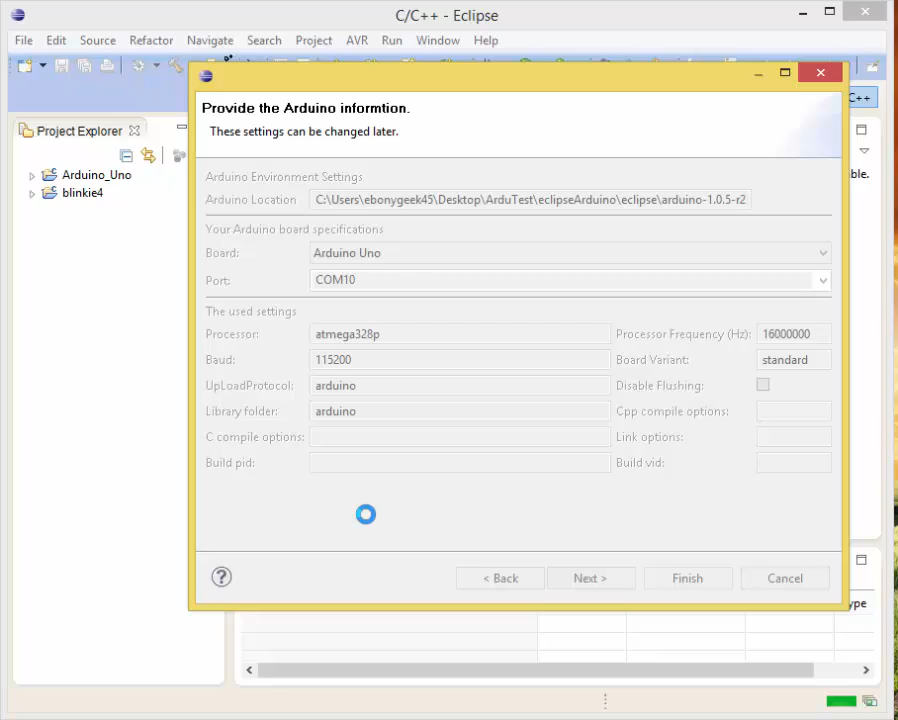 C/C++ - Eclipse
File Edit Source Refactor Navigate Search Project AVR Run Window Help
C++
Project Explorer
Arduino_Uno
blinkie4
ble.
Provide the Arduino informtion.
These settings can be changed later.
Arduino Environment Settings
Arduino Location C:\Users\ebonygeek45\Desktop\ArduTest\eclipseArduino\eclipse\arduino-1.0.5-r2
Your Arduino board specifications
Board: Arduino Uno
Port: COM10
The used settings
Processor: atmega328p Processor Frequency (Hz): 16000000
Baud: 115200 Board Variant: standard
UpLoadProtocol: arduino Disable Flushing:
Library folder: arduino Cpp compile options:
C compile options: Link options:
Build pid: Build vid:
? < Back Next > Finish Cancel
ype